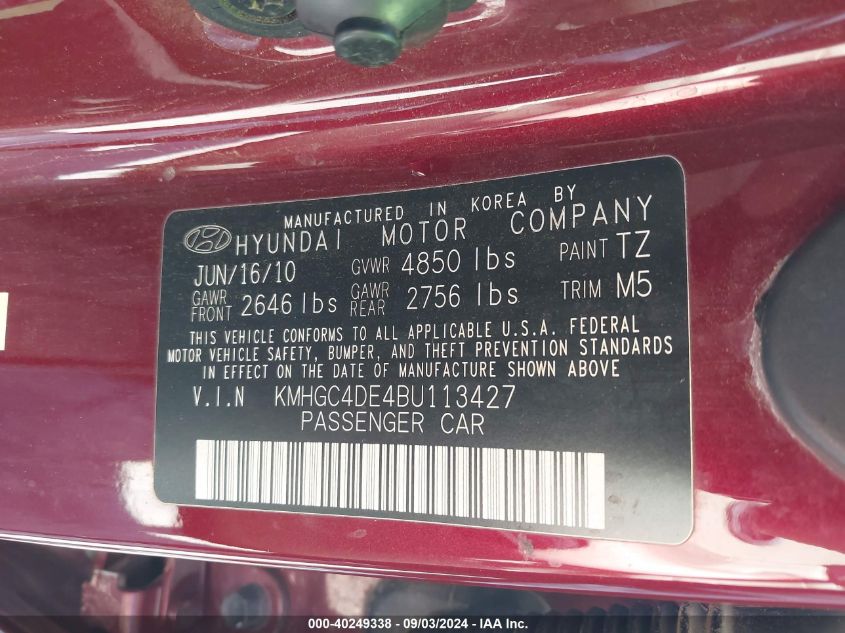 MANUFACTURED IN KOREA BY
HYUNDAI MOTOR COMPANY
JUN/16/10 GVWR 4850 lbs PAINT TZ
GAWR FRONT 2646 lbs GAWR REAR 2756 lbs TRIM M5
THIS VEHICLE CONFORMS TO ALL APPLICABLE U.S.A. FEDERAL
MOTOR VEHICLE SAFETY, BUMPER, AND THEFT PREVENTION STANDARDS
IN EFFECT ON THE DATE OF MANUFACTURE SHOWN ABOVE
V.I.N KMHGC4DE4BU113427
PASSENGER CAR
000-40249338 - 09/03/2024 - IAA Inc.